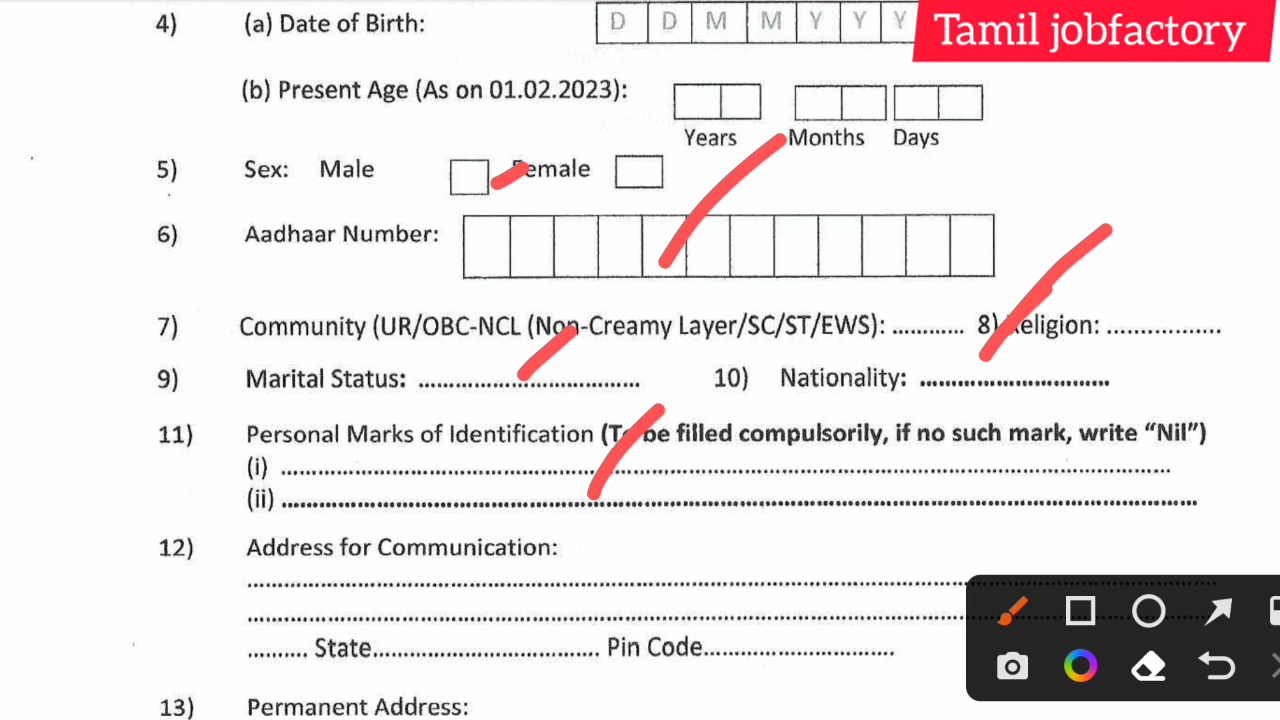 4) (a) Date of Birth: D D M M Y Y Y
Tamil jobfactory
(b) Present Age (As on 01.02.2023):
Years Months Days
5) Sex: Male Female
6) Aadhaar Number:
7) Community (UR/OBC-NCL (Non-Creamy Layer/SC/ST/EWS): ............ 8) Religion: .................
9) Marital Status: .................................... 10) Nationality: ...............................
11) Personal Marks of Identification (To be filled compulsorily, if no such mark, write “Nil”)
(i) ....................................................................................................
(ii) ....................................................................................................
12) Address for Communication:
....................................................................................................
....................................................................................................
.......... State..................................... Pin Code...............................
13) Permanent Address: